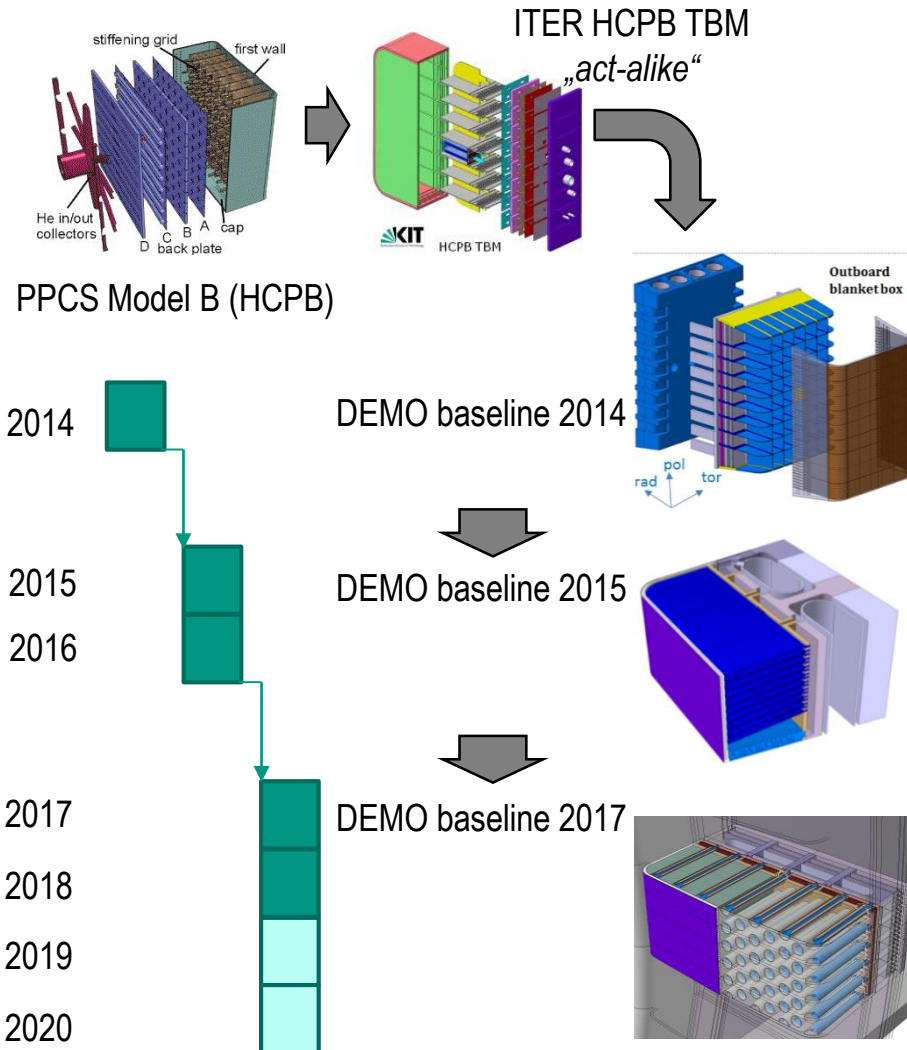 ITER HCPB TBM
„act-alike“
stiffening grid
first wall
He in/out
collectors
D
C
B
A
cap
back plate
KIT
HCPB TBM
PPCS Model B (HCPB)
Outboard
blanket box
2014
DEMO baseline 2014
pol
rad
tor
2015
DEMO baseline 2015
2016
2017
DEMO baseline 2017
2018
2019
2020